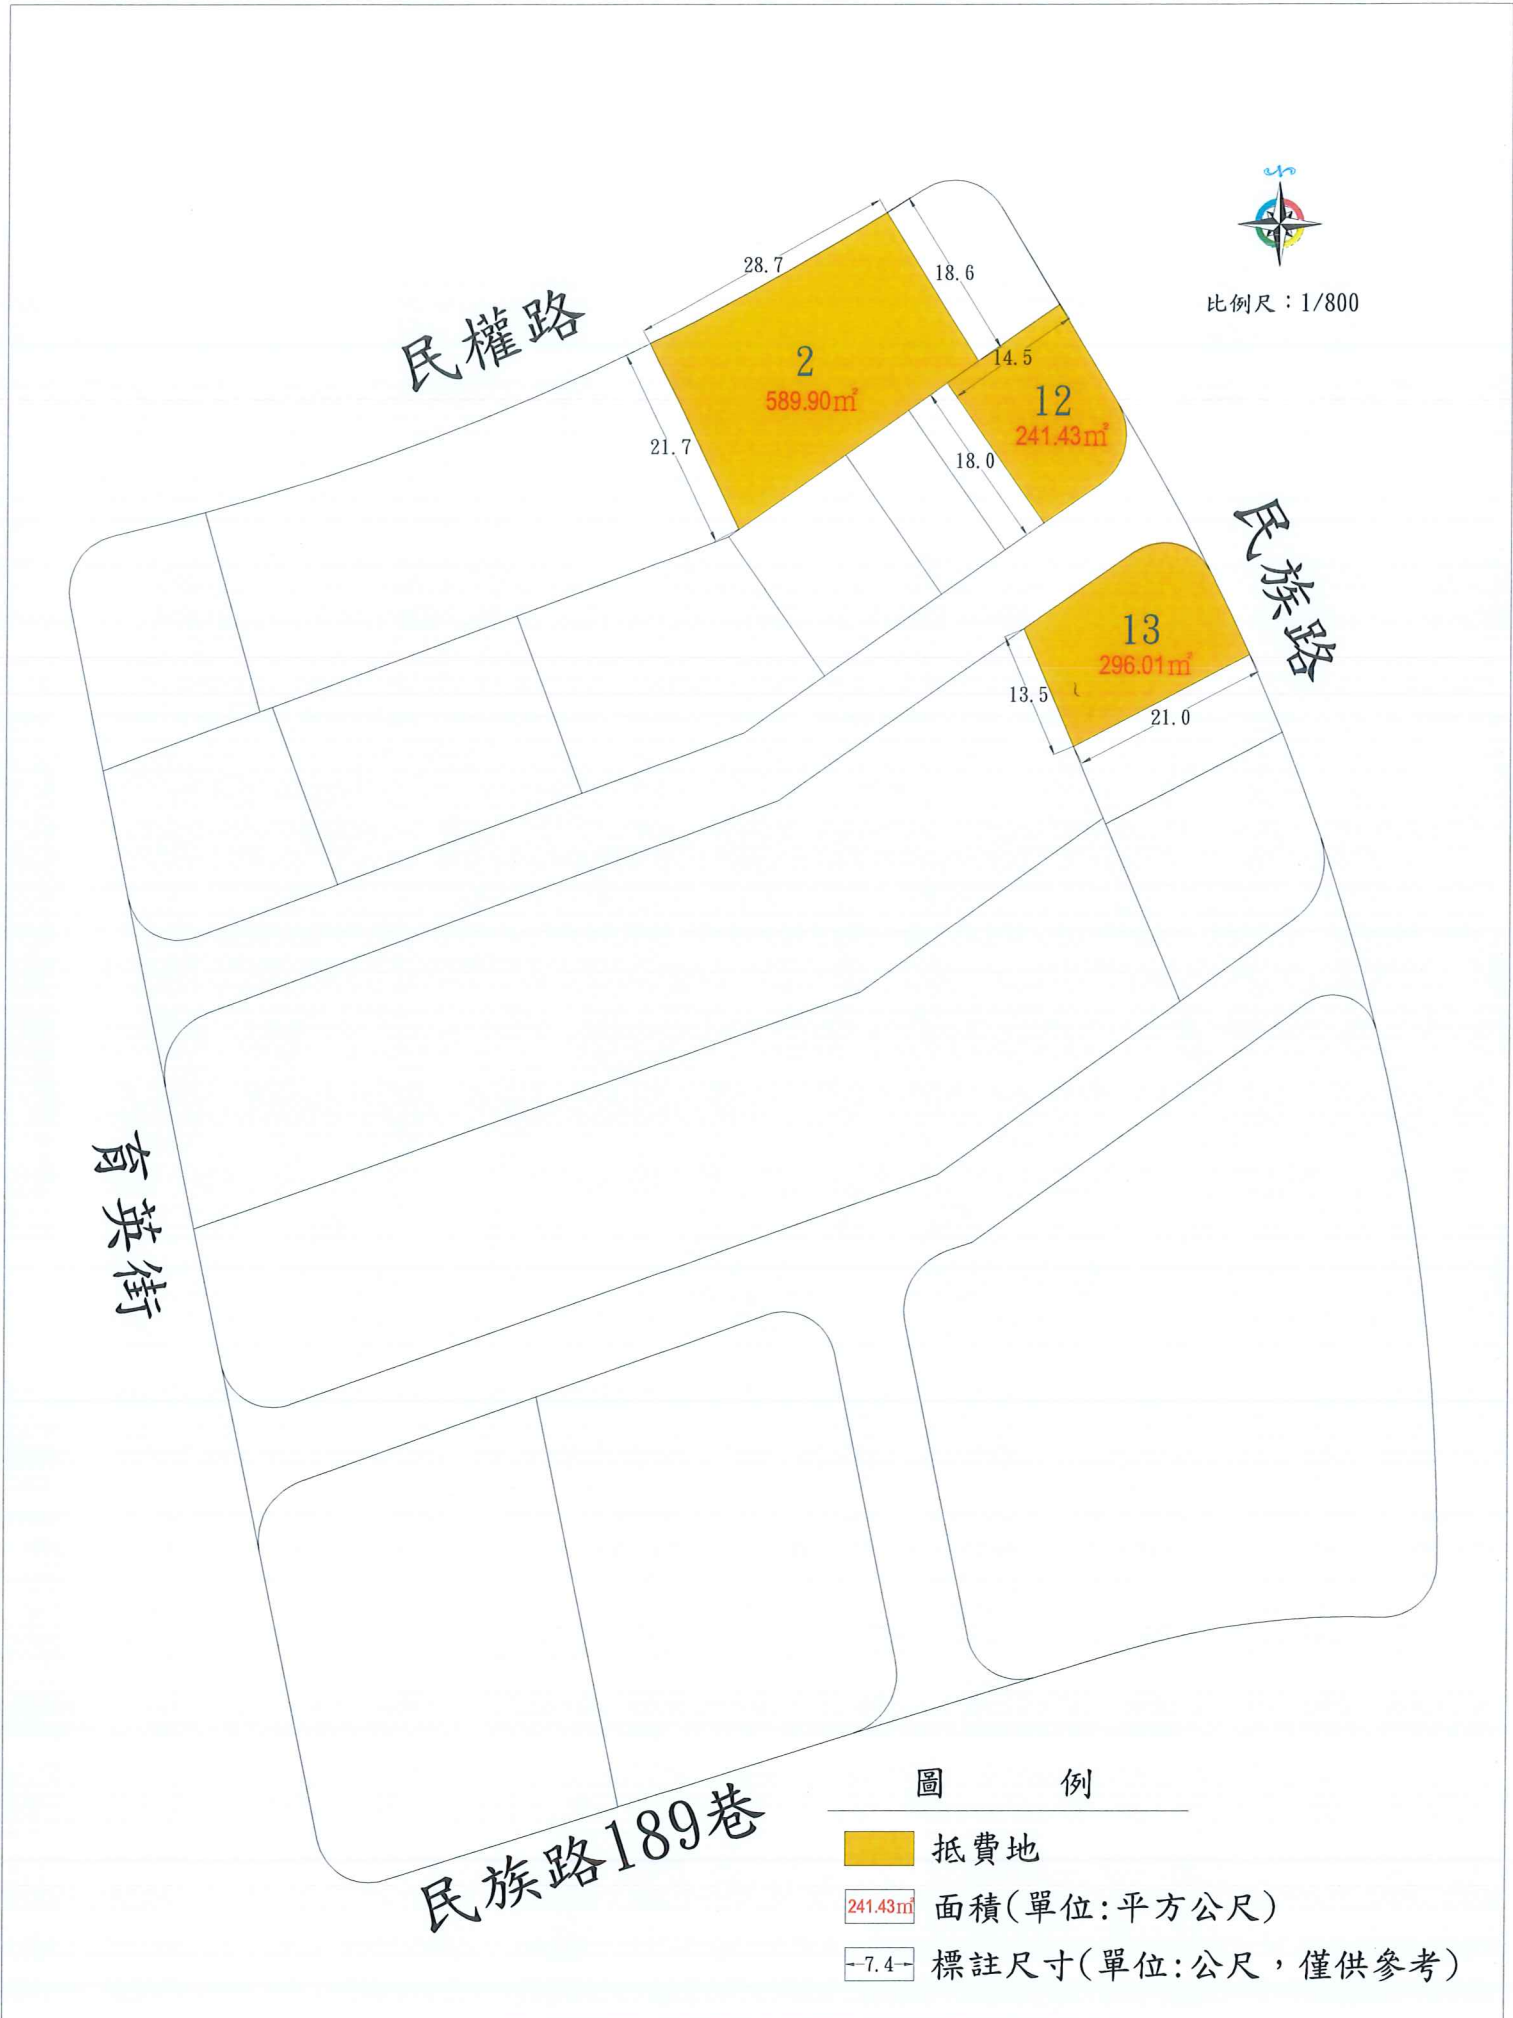 N
比例尺：1/800
民權路
28.7
18.6
2
589.90㎡
14.5
12
241.43㎡
21.7
18.0
民族路
13
296.01㎡
13.5
21.0
育英街
民族路189巷
圖 例
抵費地
241.43㎡ 面積(單位:平方公尺)
7.4 標註尺寸(單位:公尺，僅供參考)